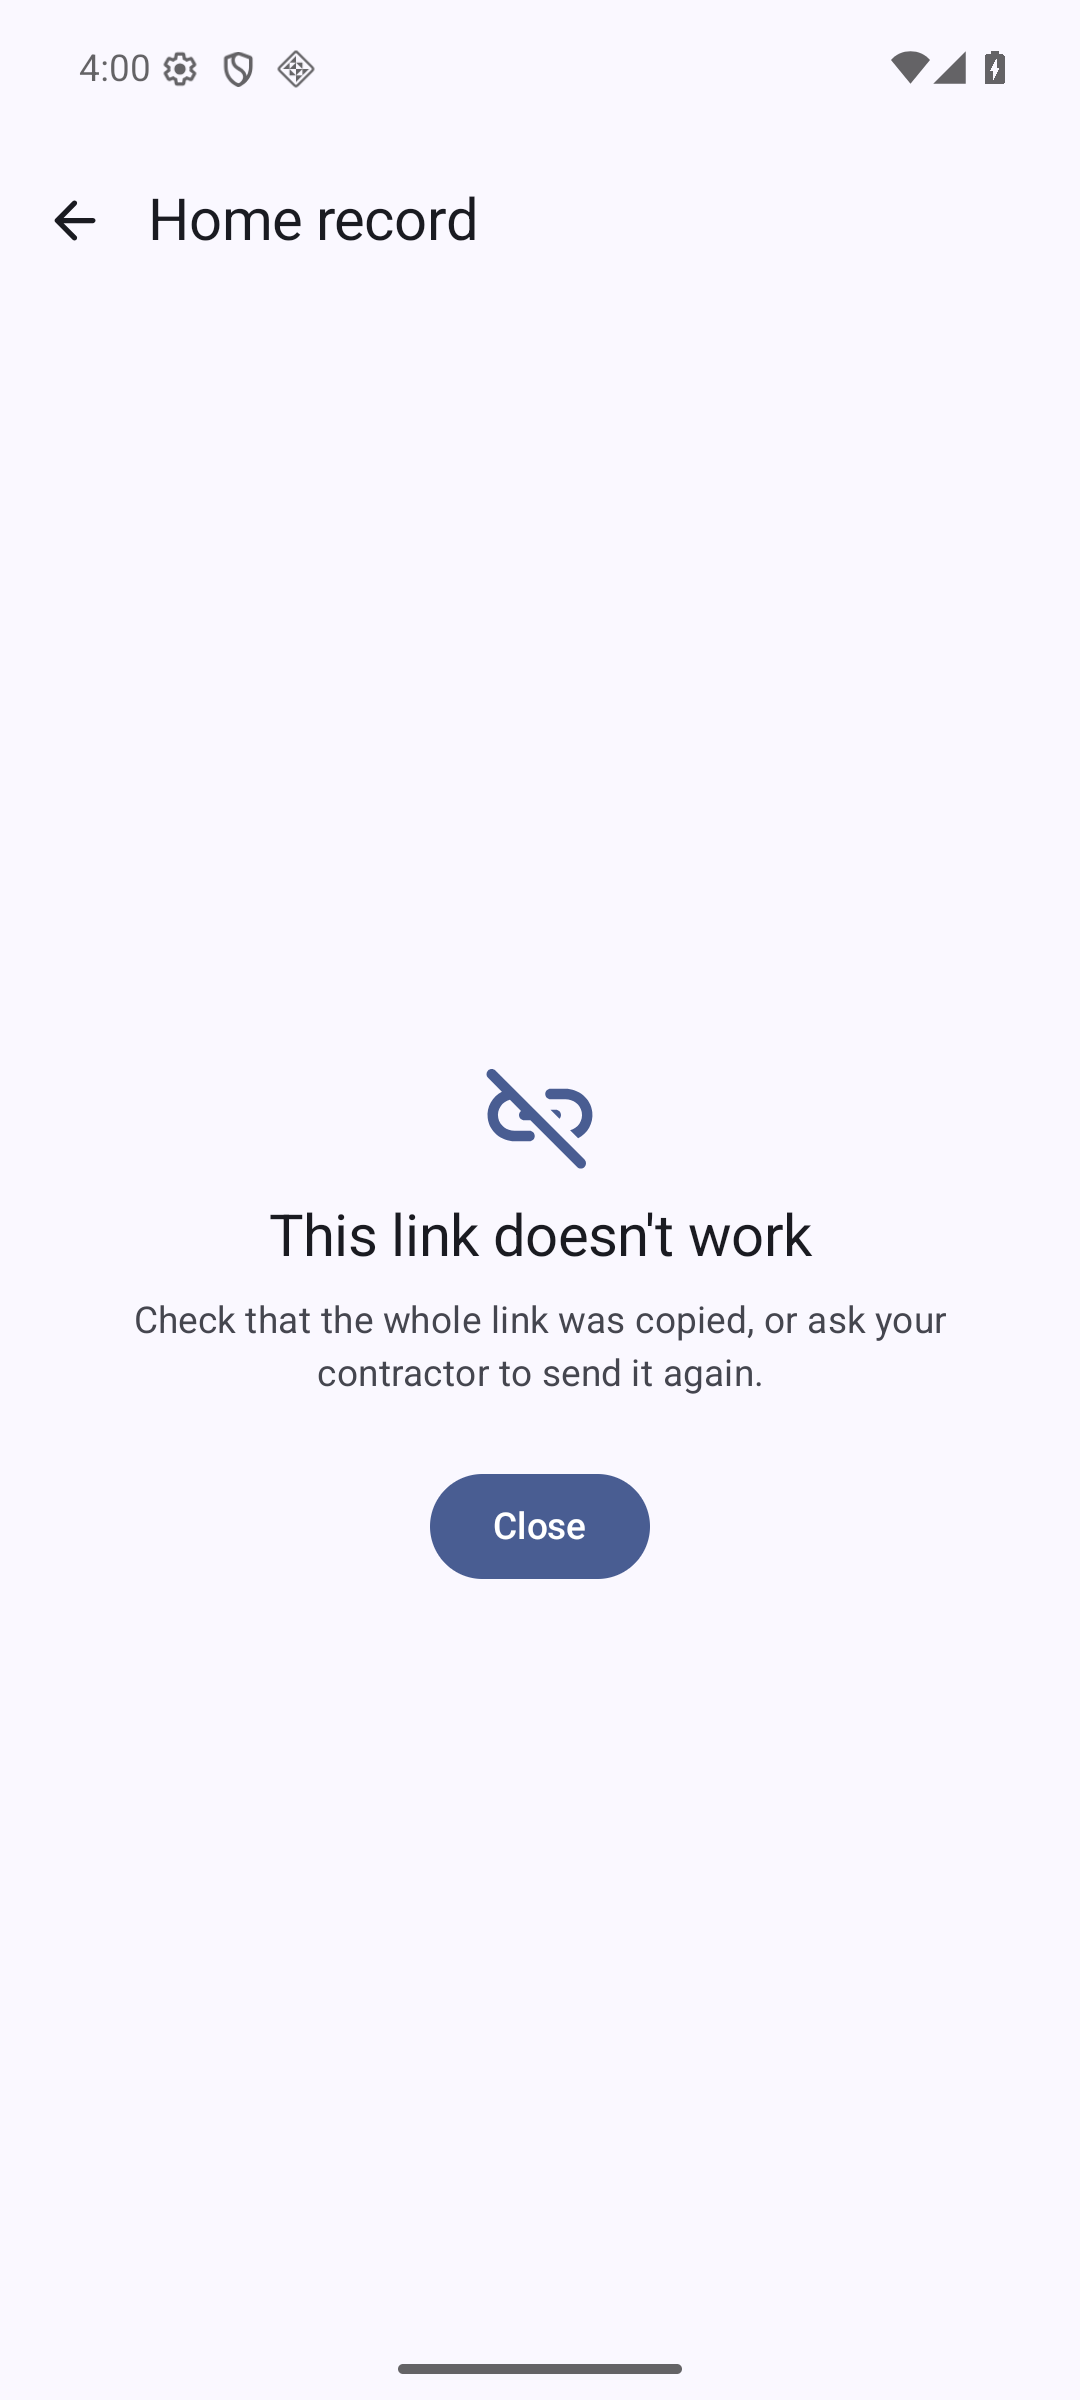 4:00
Home record
This link doesn't work
Check that the whole link was copied, or ask your
contractor to send it again.
Close